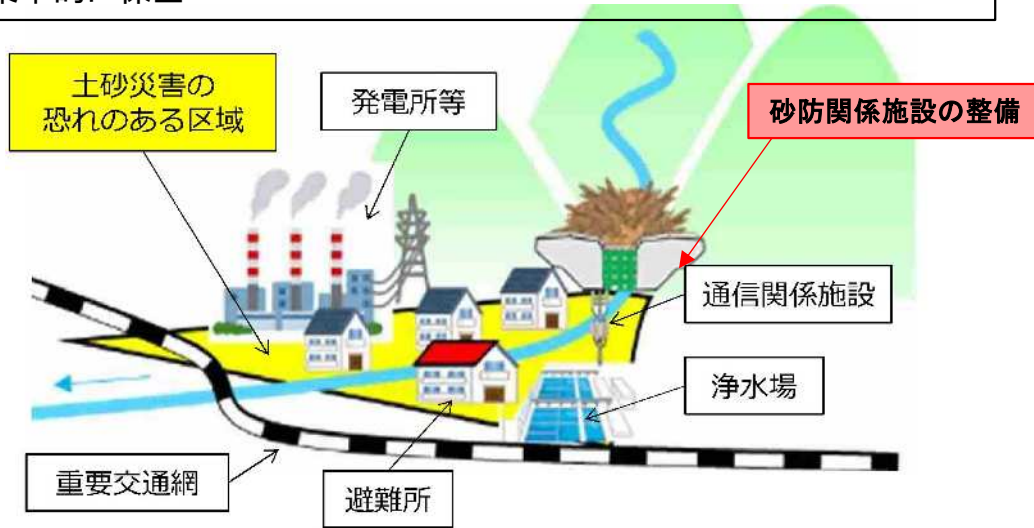 土砂災害の
恐れのある区域
発電所等
砂防関係施設の整備
通信関係施設
浄水場
重要交通網
避難所